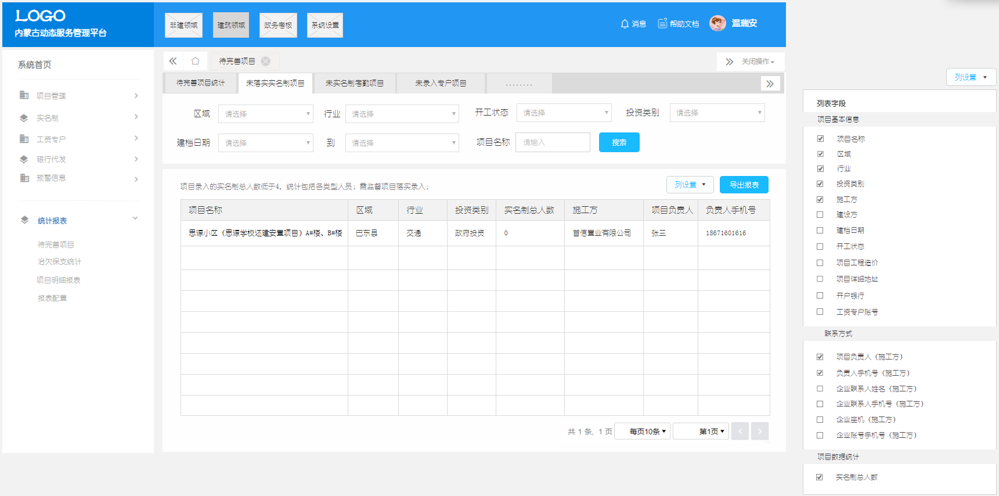 LOGO
内蒙古动态服务管理平台
非建领域
建筑领域
政务考核
系统设置
消息
帮助文档
温瑞安
系统首页
项目管理
实名制
工资专户
银行代发
预警信息
统计报表
待完善项目
治欠保支统计
项目明细报表
报表配置
待完善项目
关闭操作
待完善项目统计
未落实实名制项目
未实名制考勤项目
未录入专户项目
........
区域 请选择
行业 请选择
开工状态 请选择
投资类别 请选择
建档日期 请选择
到 请选择
项目名称 请输入
搜索
项目录入的实名制总人数低于4，统计包括各类型人员；需监督项目落实录入；
列设置
导出报表
项目名称 区域 行业 投资类别 实名制总人数 施工方 项目负责人 负责人手机号
思源小区（思源学校还建安置项目）A#楼、B#楼 巴东县 交通 政府投资 0 首信置业有限公司 张三 18671601616
共 1 条, 1 页
每页10条
第1页
列设置
列表字段
项目基本信息
项目名称
区域
行业
投资类别
施工方
建设方
建档日期
开工状态
项目工程造价
项目详细地址
开户银行
工资专户账号
联系方式
项目负责人（施工方）
负责人手机号（施工方）
企业联系人姓名（施工方）
企业联系人手机号（施工方）
企业座机（施工方）
企业账号手机号（施工方）
项目数据统计
实名制总人数